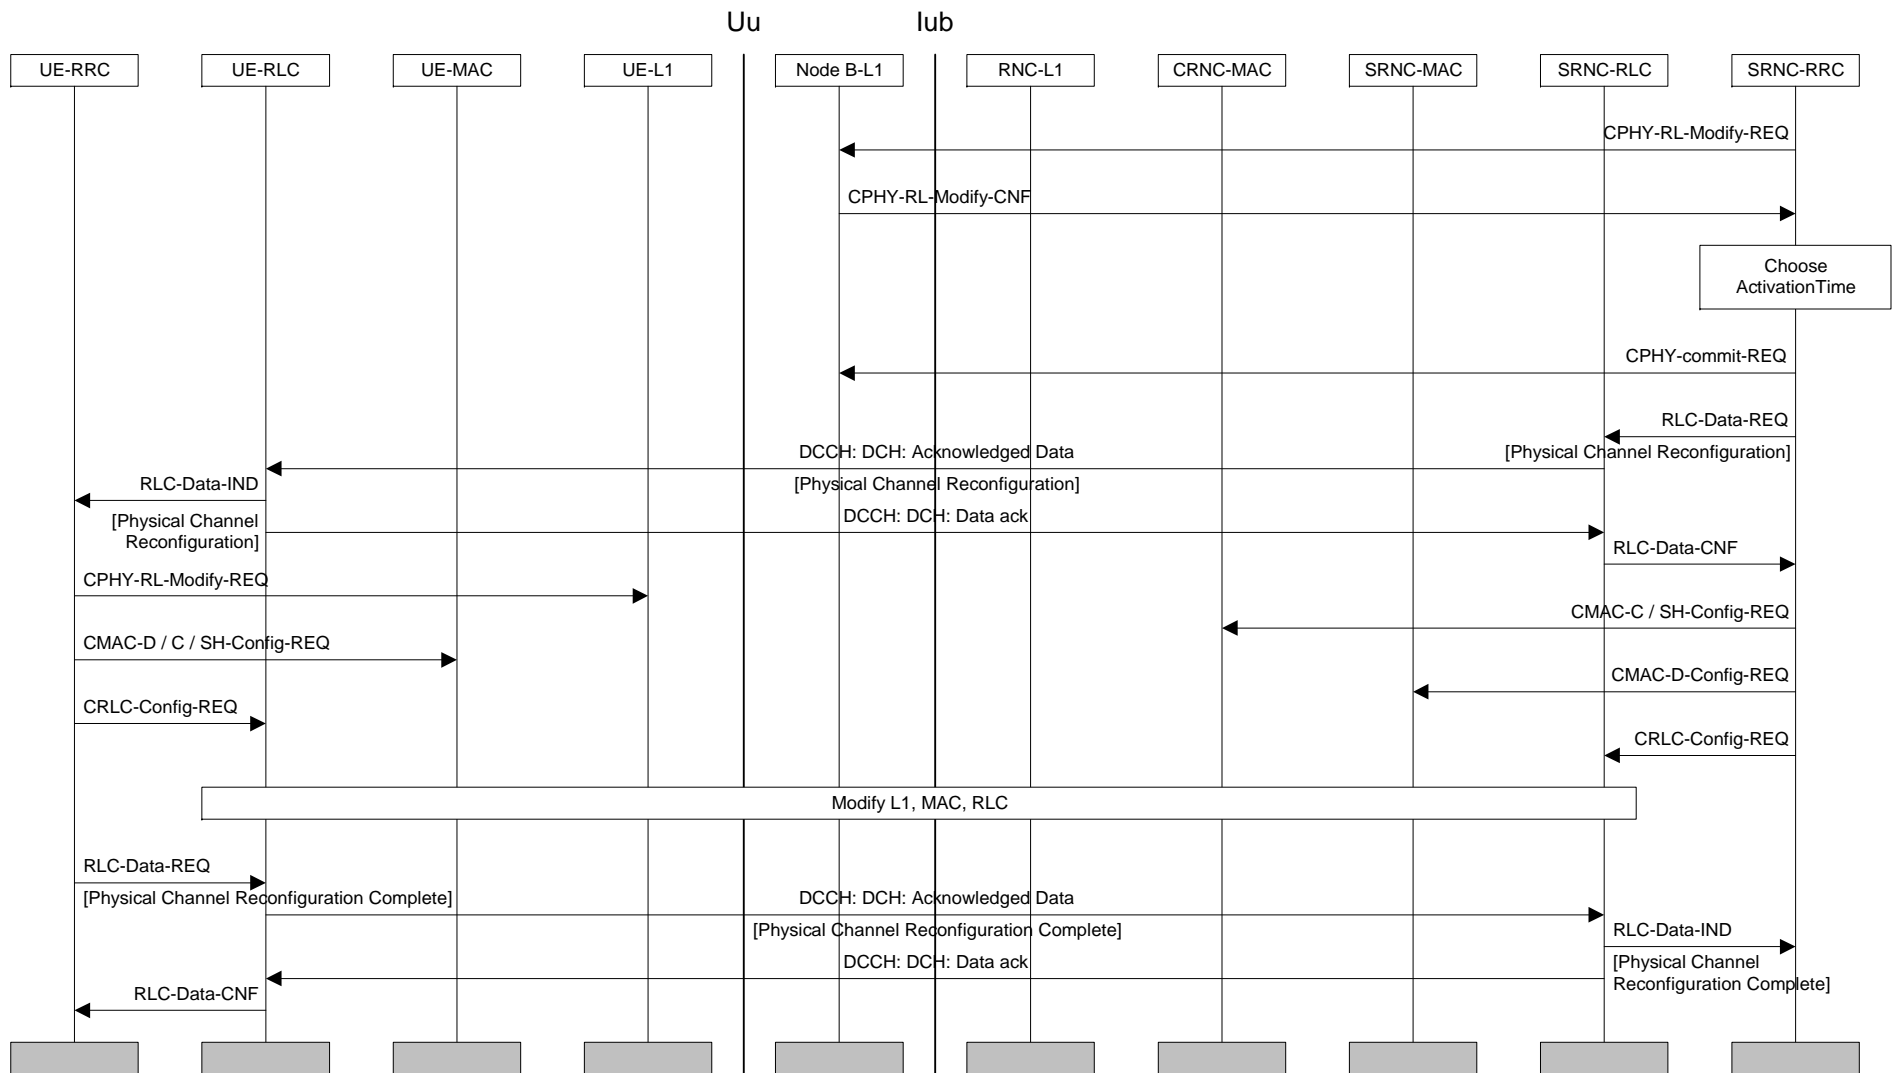 Uu Iub
UE-RRC UE-RLC UE-MAC UE-L1 Node B-L1 RNC-L1 CRNC-MAC SRNC-MAC SRNC-RLC SRNC-RRC
CPHY-RL-Modify-REQ
CPHY-RL-Modify-CNF
Choose
ActivationTime
CPHY-commit-REQ
RLC-Data-REQ
DCCH: DCH: Acknowledged Data [Physical Channel Reconfiguration]
RLC-Data-IND [Physical Channel Reconfiguration]
[Physical Channel DCCH: DCH: Data ack
Reconfiguration] RLC-Data-CNF
CPHY-RL-Modify-REQ
CMAC-C / SH-Config-REQ
CMAC-D / C / SH-Config-REQ
CMAC-D-Config-REQ
CRLC-Config-REQ
CRLC-Config-REQ
Modify L1, MAC, RLC
RLC-Data-REQ
[Physical Channel Reconfiguration Complete] DCCH: DCH: Acknowledged Data
[Physical Channel Reconfiguration Complete] RLC-Data-IND
DCCH: DCH: Data ack [Physical Channel
RLC-Data-CNF Reconfiguration Complete]